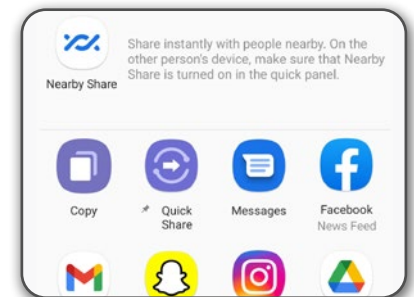 Share instantly with people nearby. On the
other person's device, make sure that Nearby
Share is turned on in the quick panel.
Nearby Share
Copy
Quick
Share
Messages
Facebook
News Feed